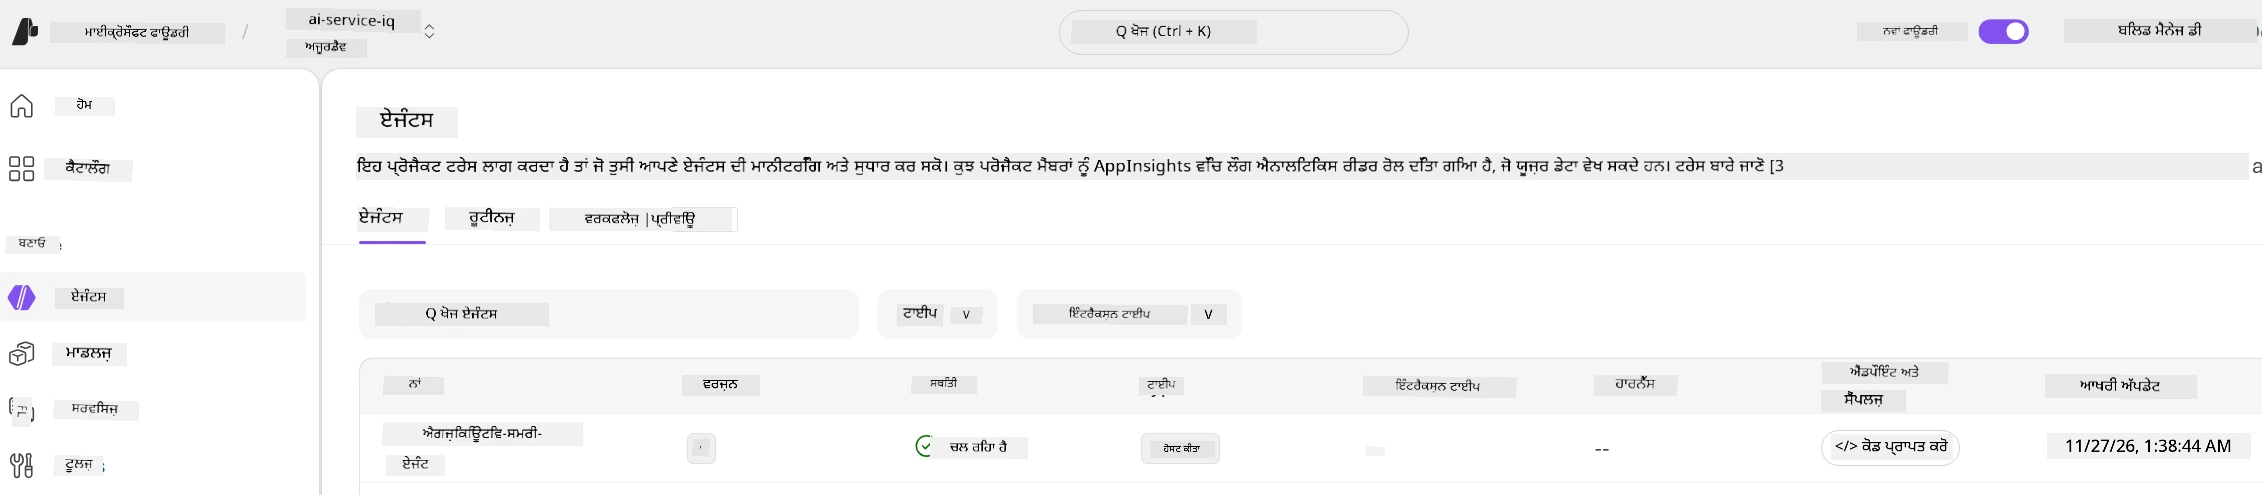 ਮਾਈਕ੍ਰੋਸੌਫਟ ਫਾਊਂਡਰੀ / ai-service-iq
ਅਜੂਰਡੈਵ
Q ਖੋਜ (Ctrl + K)
ਨਵਾਂ ਫਾਊਂਡਰੀ
ਬਲਿਡ ਮੈਨੇਜ ਡੀ
ਹੋਮ
ਕੈਟਾਲੌਗ
ਬਣਾਓ
ਏਜੰਟਸ
ਮਾਡਲਜ਼
ਸਰਵਸਿਜ਼
ਟੂਲਜ਼
ਏਜੰਟਸ
ਇਹ ਪ੍ਰੋਜੈਕਟ ਟਰੇਸ ਲਾਗ ਕਰਦਾ ਹੈ ਤਾਂ ਜੋ ਤੁਸੀ ਆਪਣੇ ਏਜੰਟਸ ਦੀ ਮਾਨੀਟਰਿੰਗ ਅਤੇ ਸੁਧਾਰ ਕਰ ਸਕੋ। ਕੁਝ ਪਰੋਜੈਕਟ ਮੈਂਬਰਾਂ ਨੂੰ AppInsights ਵਿੱਚ ਲੌਗ ਐਨਾਲਟਿਕਿਸ ਰੀਡਰ ਰੋਲ ਦਿੱਤਾ ਗਿਆ ਹੈ, ਜੋ ਯੂਜ਼ਰ ਡੇਟਾ ਵੇਖ ਸਕਦੇ ਹਨ। ਟਰੇਸ ਬਾਰੇ ਜਾਣੋ [3
ਏਜੰਟਸ ਰੂਟੀਨਜ਼ ਵਰਕਫਲੋਜ਼ |ਪ੍ਰੀਵਿਊ
Q ਖੋਜ ਏਜੰਟਸ ਟਾਈਪ ∨ ਇੰਟਰੈਕਸ਼ਨ ਟਾਈਪ ∨
ਨਾਂ ਵਰਜ਼ਨ ਸਥਿਤੀ ਟਾਈਪ ਇੰਟਰੈਕਸ਼ਨ ਟਾਈਪ ਹਾਰਨੈੱਸ ਐਂਡਪੌਇੰਟ ਅਤੇ ਸੈਂਪਲਜ਼ ਆਖਰੀ ਅੱਪਡੇਟ
ਐਗਜ਼ਕਿਊਟਿਵ-ਸਮਰੀ-
ਏਜੰਟ
ਚਲ ਰਿਹਾ ਹੈ ਹੋਸਟ ਕੀਤਾ -- </> ਕੋਡ ਪ੍ਰਾਪਤ ਕਰੋ 11/27/26, 1:38:44 AM